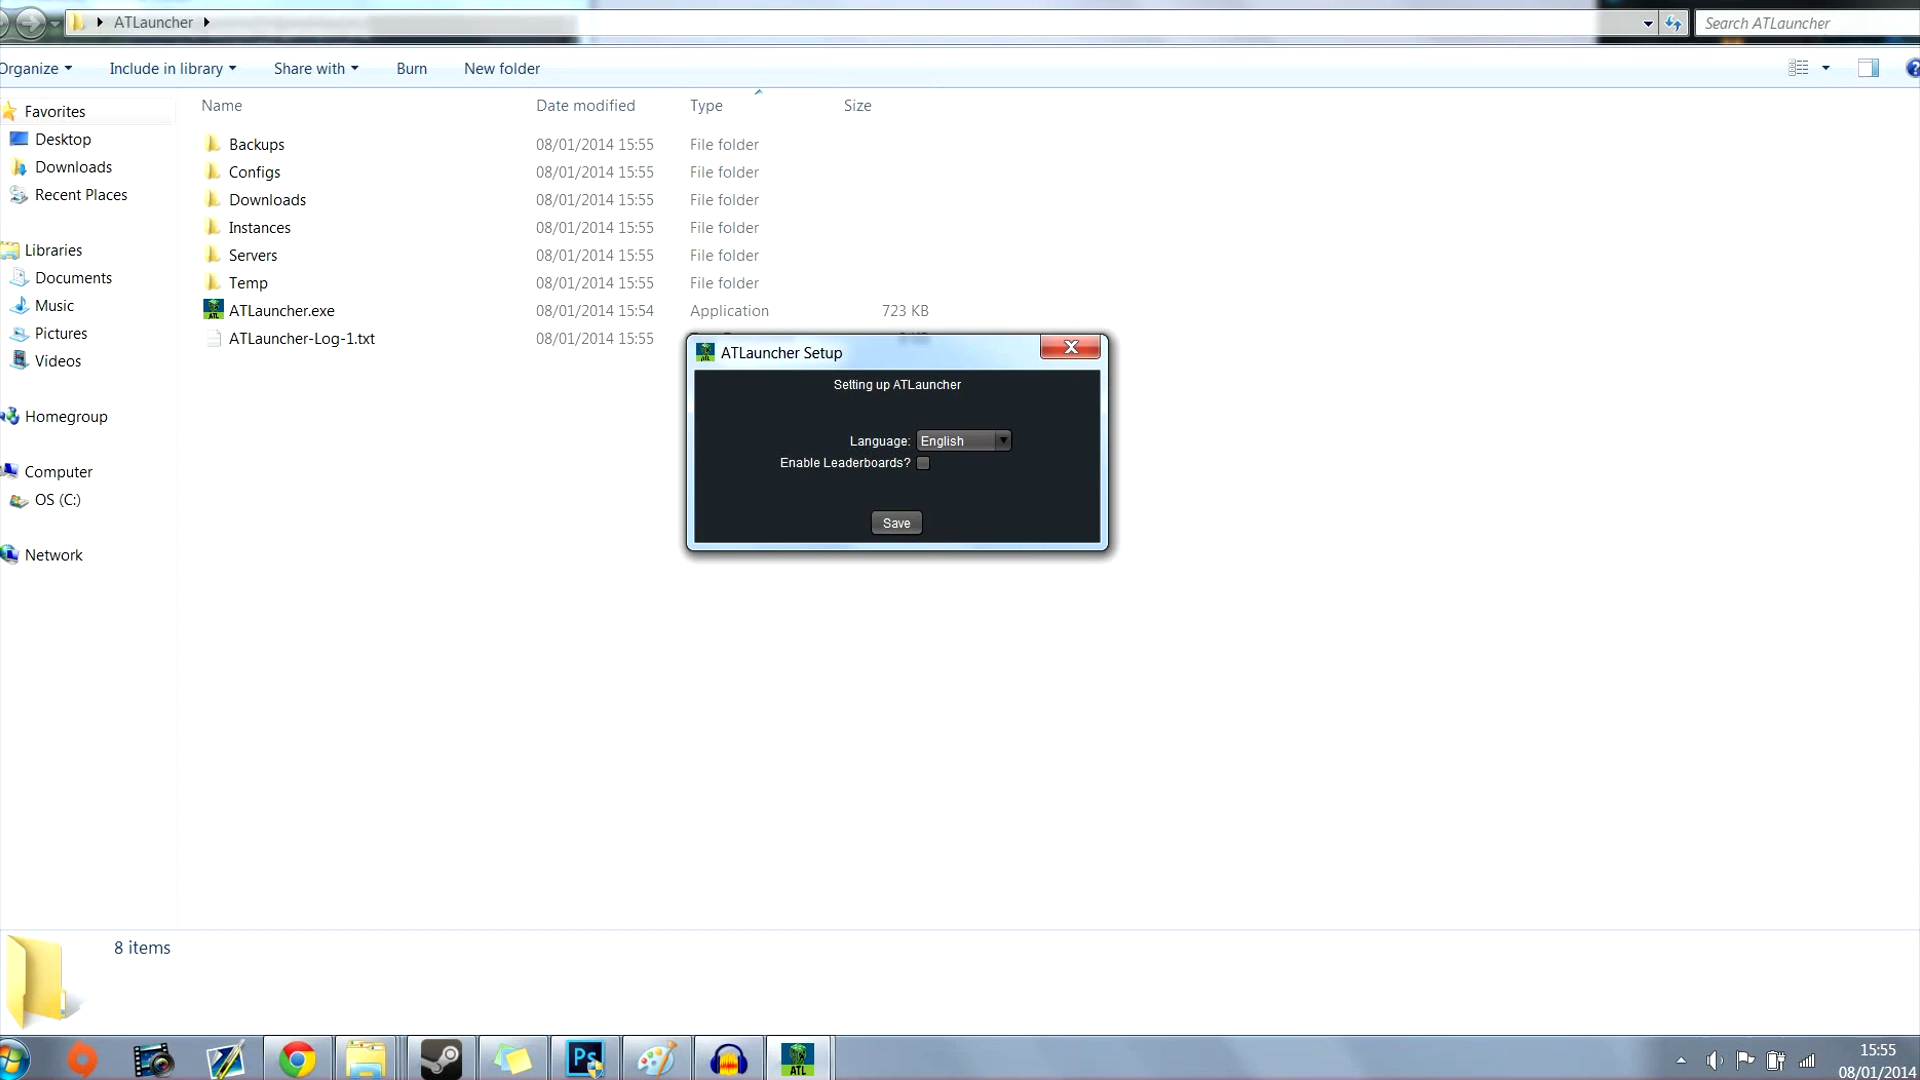 ATLauncher
Search ATLauncher
Organize
Include in library
Share with
Burn
New folder
Name
Date modified
Type
Size
Favorites
Desktop
Downloads
Recent Places
Libraries
Documents
Music
Pictures
Videos
Homegroup
Computer
OS (C:)
Network
Backups 08/01/2014 15:55 File folder
Configs 08/01/2014 15:55 File folder
Downloads 08/01/2014 15:55 File folder
Instances 08/01/2014 15:55 File folder
Servers 08/01/2014 15:55 File folder
Temp 08/01/2014 15:55 File folder
ATLauncher.exe 08/01/2014 15:54 Application 723 KB
ATLauncher-Log-1.txt 08/01/2014 15:55
ATLauncher Setup
Setting up ATLauncher
Language: English
Enable Leaderboards?
Save
8 items
Ps
ATL
15:55
08/01/2014